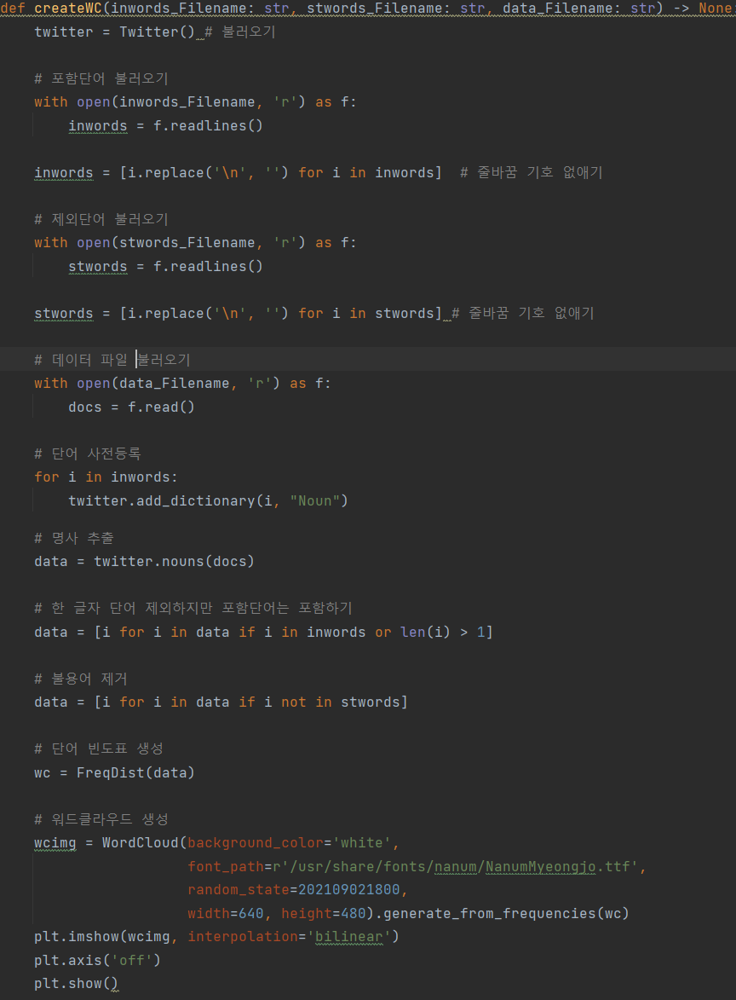 def createWC(inwords_Filename: str, stwords_Filename: str, data_Filename: str) -> None:
    twitter = Twitter() # 불러오기
    # 포함단어 불러오기
    with open(inwords_Filename, 'r') as f:
        inwords = f.readlines()
    inwords = [i.replace('\n', '') for i in inwords]  # 줄바꿈 기호 없애기
    # 제외단어 불러오기
    with open(stwords_Filename, 'r') as f:
        stwords = f.readlines()
    stwords = [i.replace('\n', '') for i in stwords] # 줄바꿈 기호 없애기
    # 데이터 파일 불러오기
    with open(data_Filename, 'r') as f:
        docs = f.read()
    # 단어 사전등록
    for i in inwords:
        twitter.add_dictionary(i, "Noun")
    # 명사 추출
    data = twitter.nouns(docs)
    # 한 글자 단어 제외하지만 포함단어는 포함하기
    data = [i for i in data if i in inwords or len(i) > 1]
    # 불용어 제거
    data = [i for i in data if i not in stwords]
    # 단어 빈도표 생성
    wc = FreqDist(data)
    # 워드클라우드 생성
    wcimg = WordCloud(background_color='white',
                      font_path=r'/usr/share/fonts/nanum/NanumMyeongjo.ttf',
                      random_state=202109021800,
                      width=640, height=480).generate_from_frequencies(wc)
    plt.imshow(wcimg, interpolation='bilinear')
    plt.axis('off')
    plt.show()